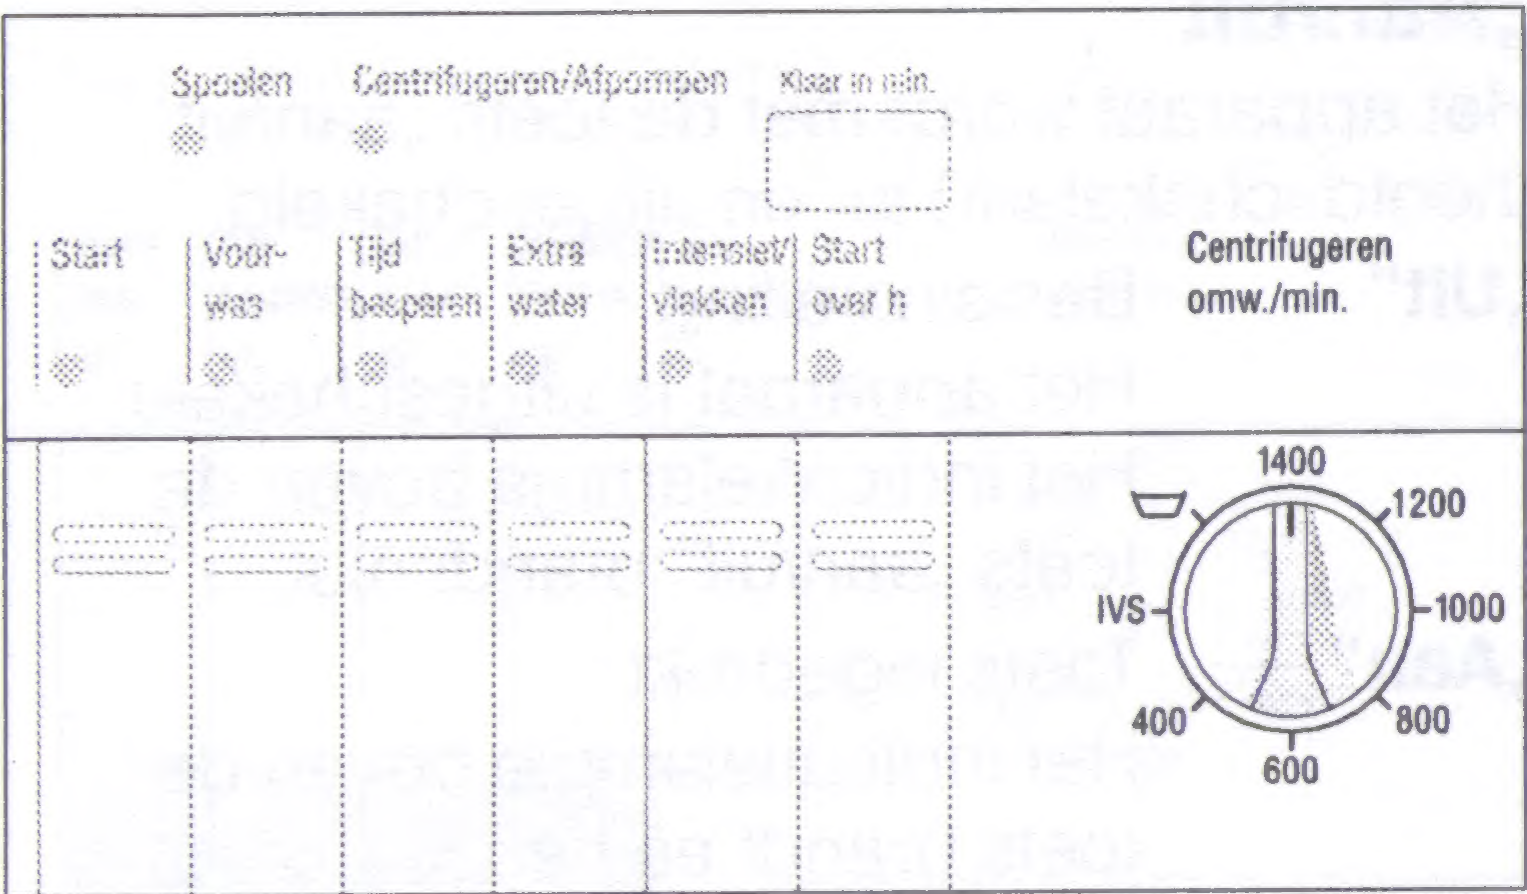 Spoelen Centrifugeren/Afpompen Klaar in min.
Start Voor- Tijd Extra Intensief/ Start Centrifugeren
was besparen water vlekken over h omw./min.
1400
1200
IVS 1000
400 800
600